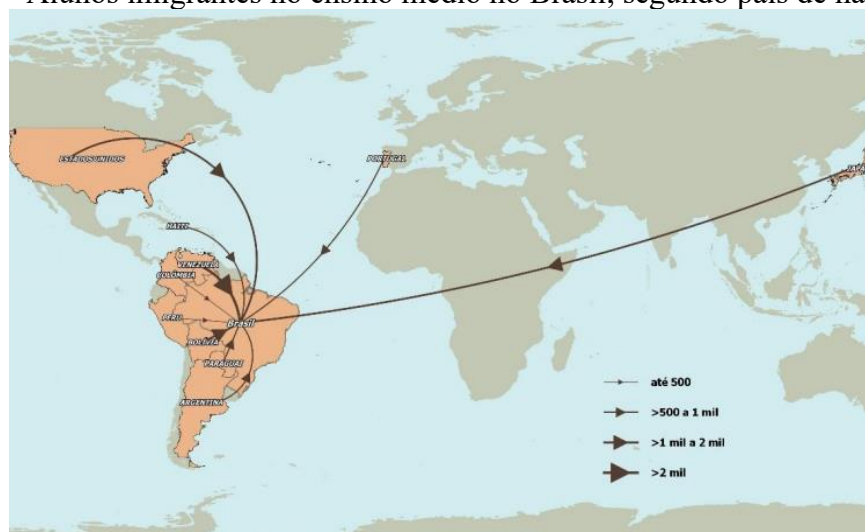 Alunos imigrantes no ensino médio no Brasil, segundo país de na
ESTADOS UNIDOS
PORTUGAL
HAITI
VENEZUELA
COLOMBIA
PERU
Brasil
BOLIVIA
PARAGUAI
ARGENTINA
até 500
>500 a 1 mil
>1 mil a 2 mil
>2 mil